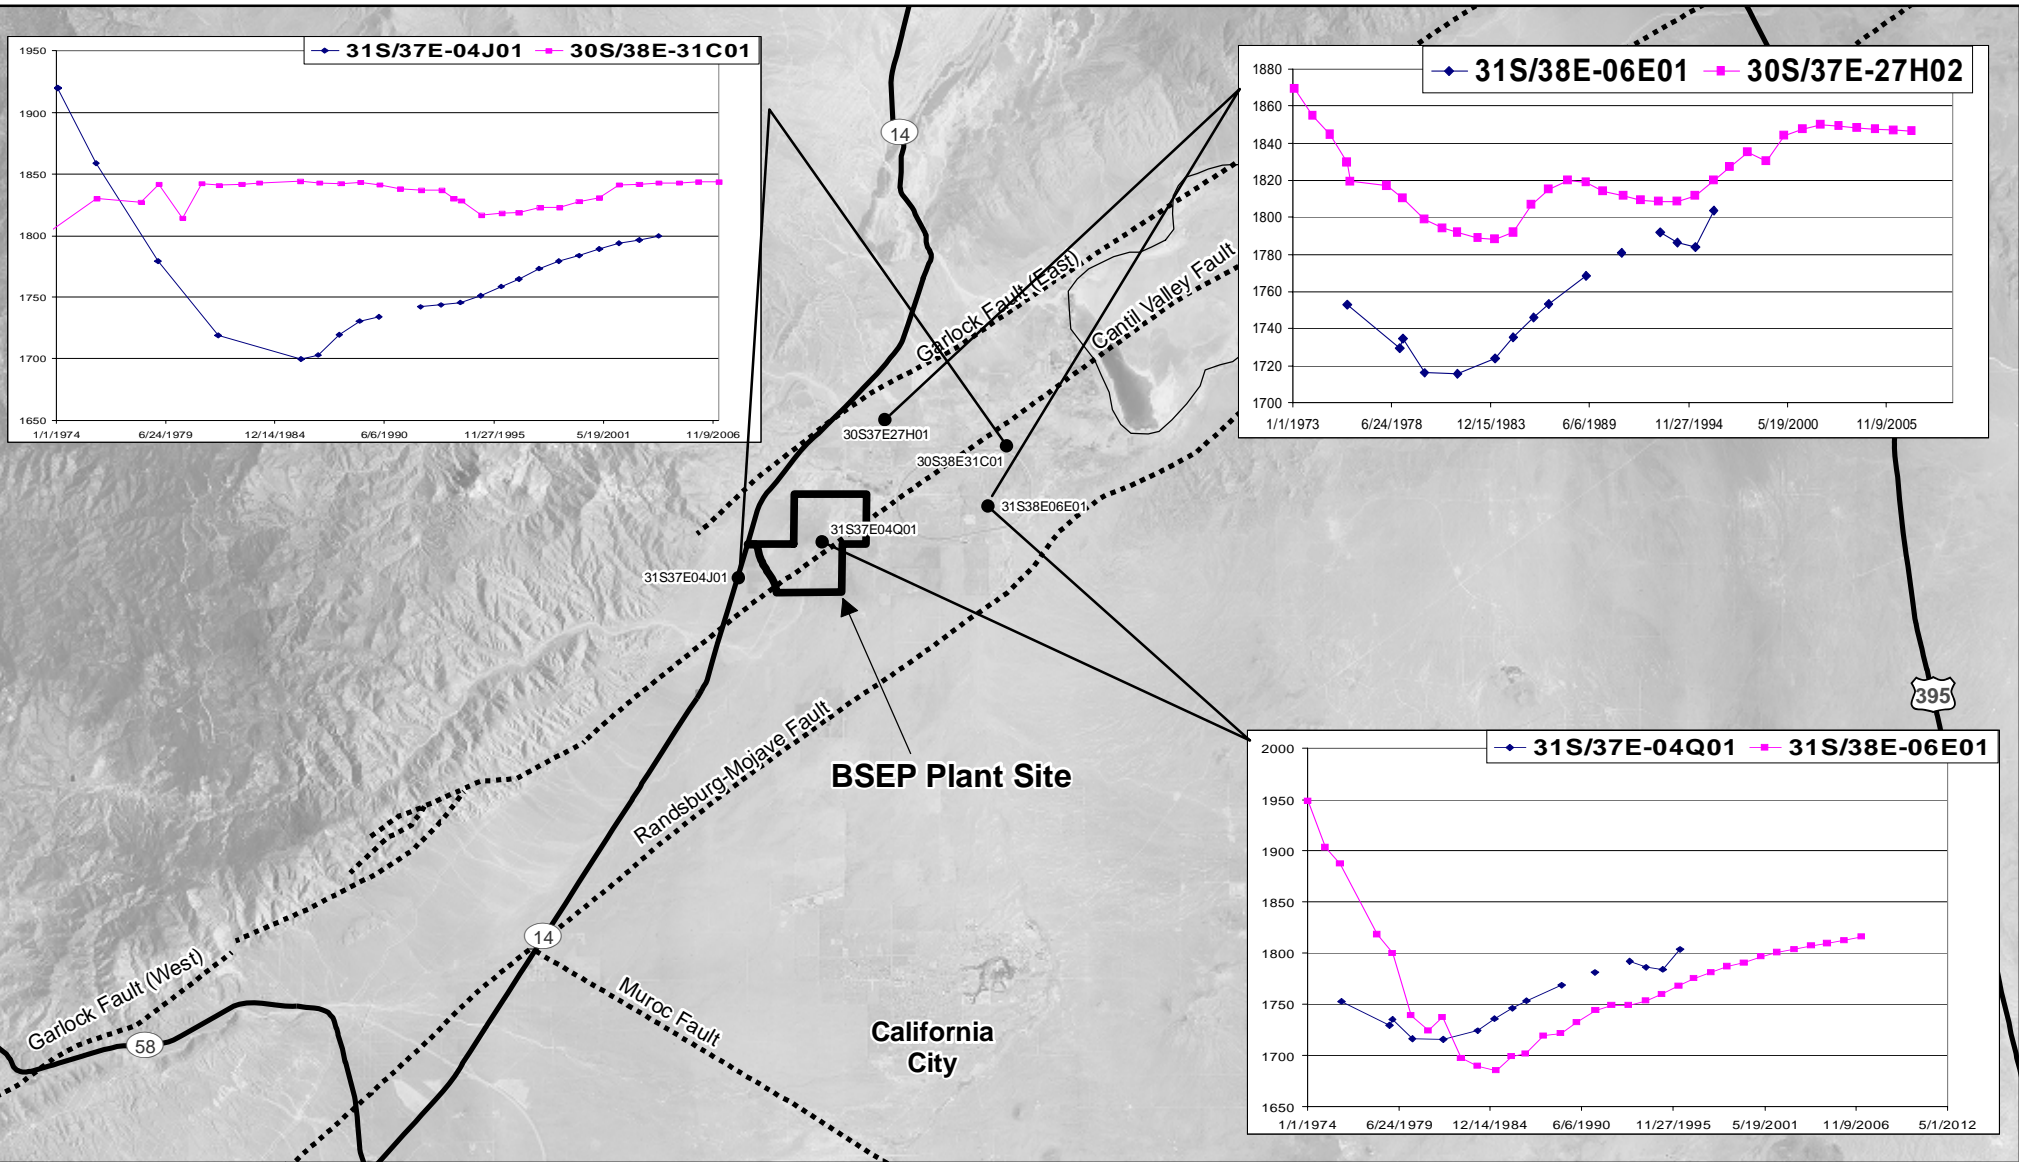 31S/37E-04J01 30S/38E-31C01
1950
1900
1850
1800
1750
1700
1650
1/1/1974 6/24/1979 12/14/1984 6/6/1990 11/27/1995 5/19/2001 11/9/2006
31S/38E-06E01 30S/37E-27H02
1880
1860
1840
1820
1800
1780
1760
1740
1720
1700
1/1/1973 6/24/1978 12/15/1983 6/6/1989 11/27/1994 5/19/2000 11/9/2005
14
Garlock Fault (East)
Cantil Valley Fault
30S37E27H01
30S38E31C01
31S38E06E01
31S37E04Q01
31S37E04J01
395
Randsburg-Mojave Fault
BSEP Plant Site
14
Garlock Fault (West)
58
Muroc Fault
California
City
31S/37E-04Q01 31S/38E-06E01
2000
1950
1900
1850
1800
1750
1700
1650
1/1/1974 6/24/1979 12/14/1984 6/6/1990 11/27/1995 5/19/2001 11/9/2006 5/1/2012